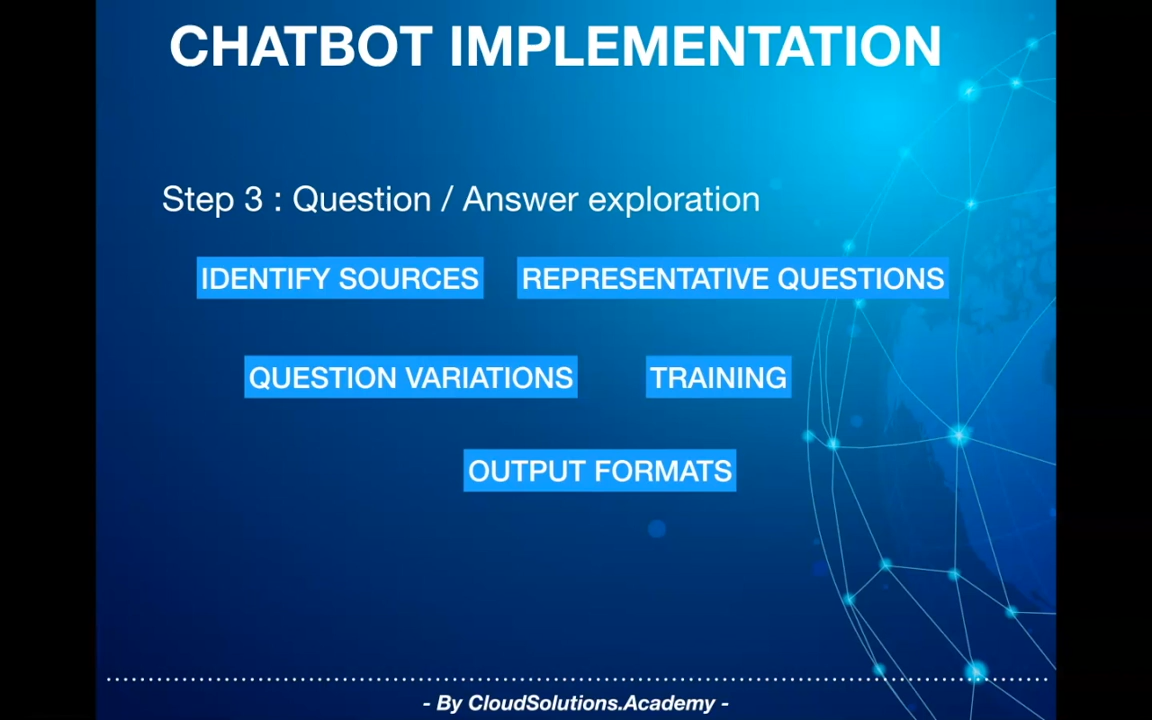 CHATBOT IMPLEMENTATION
Step 3 : Question / Answer exploration
IDENTIFY SOURCES REPRESENTATIVE QUESTIONS
QUESTION VARIATIONS TRAINING
OUTPUT FORMATS
- By CloudSolutions.Academy -